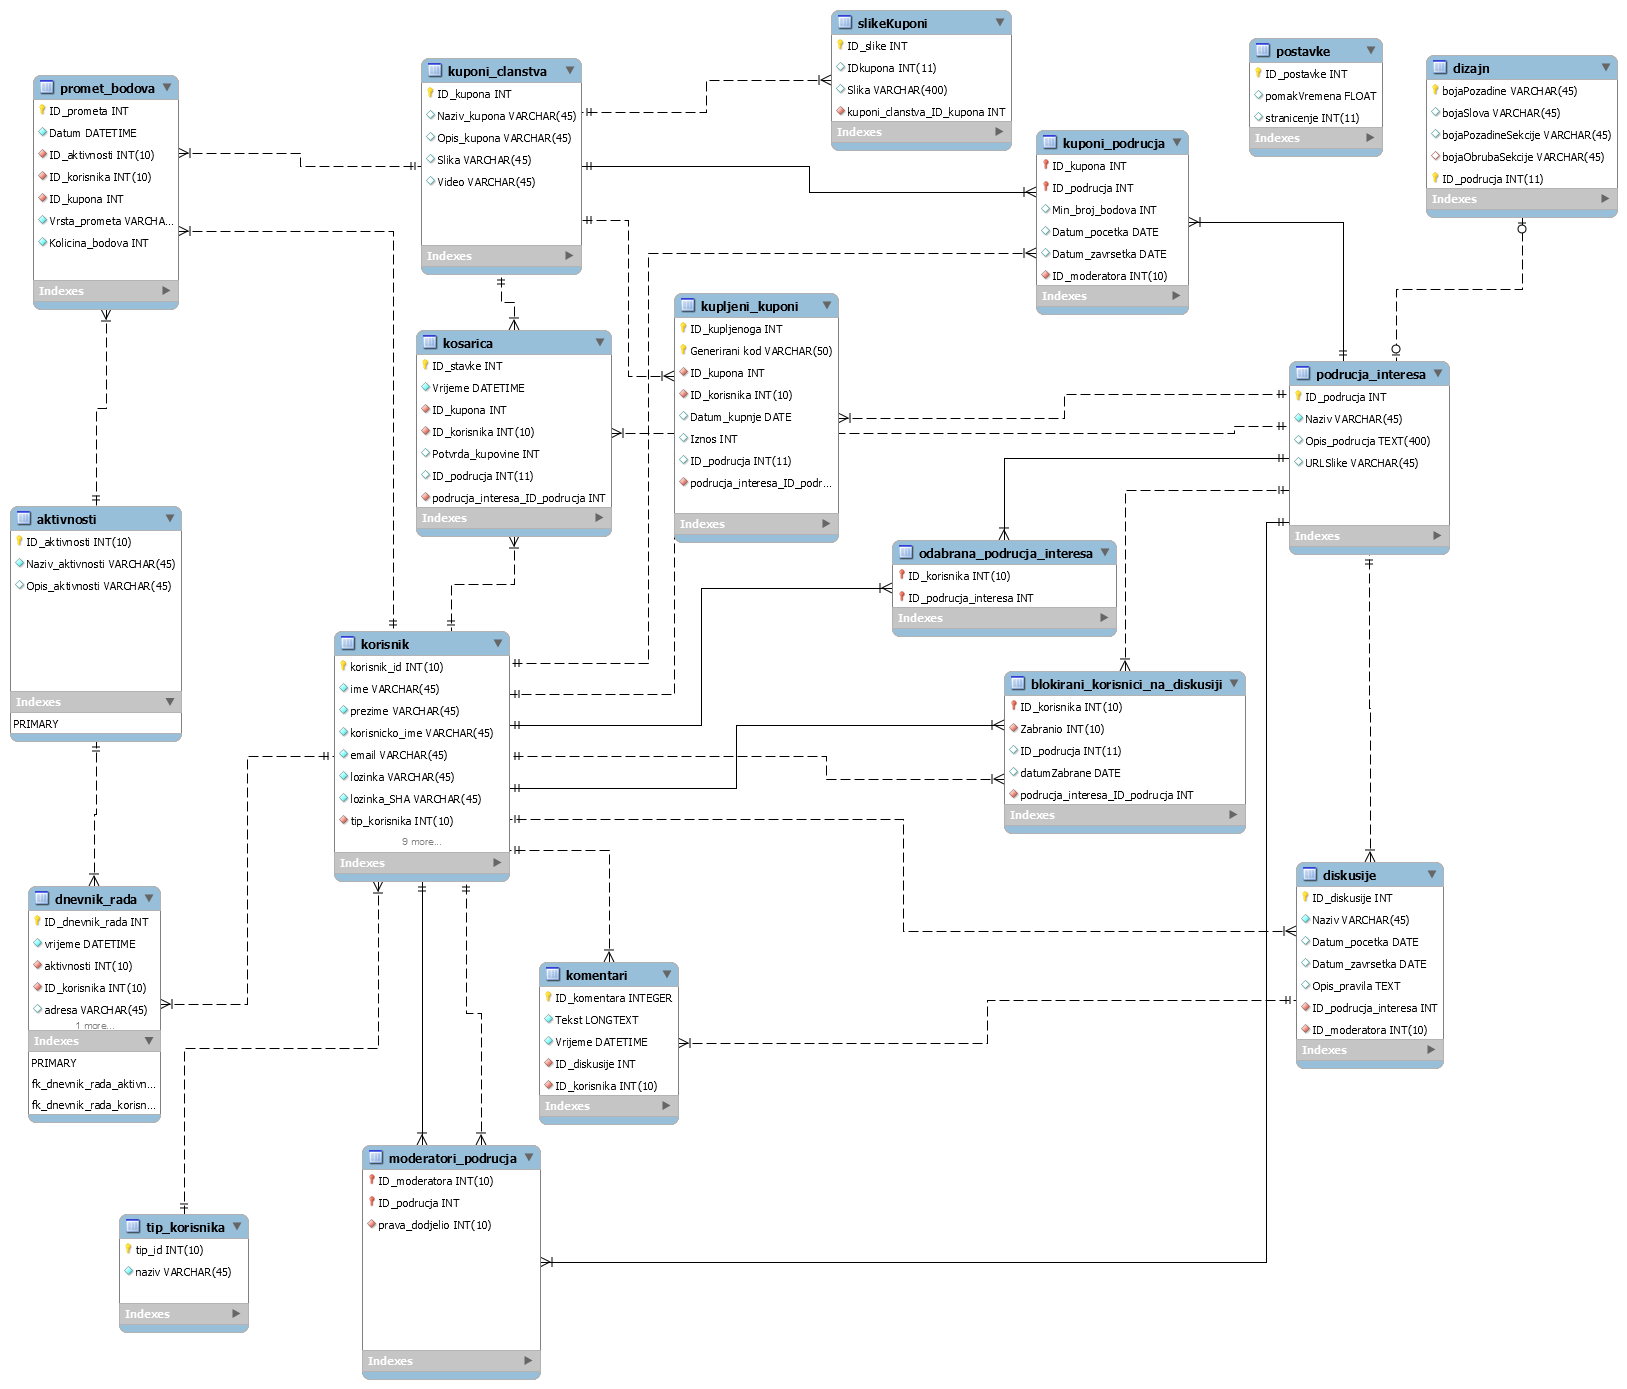 slikeKuponi
ID_slike INT
IDkupona INT(11)
Slika VARCHAR(400)
kuponi_clanstva_ID_kupona INT
Indexes
postavke
ID_postavke INT
pomakVremena FLOAT
stranicenje INT(11)
Indexes
dizajn
bojaPozadine VARCHAR(45)
bojaSlova VARCHAR(45)
bojaPozadineSekcije VARCHAR(45)
bojaObrubaSekcije VARCHAR(45)
ID_podrucja INT(11)
Indexes
promet_bodova
ID_prometa INT
Datum DATETIME
ID_aktivnosti INT(10)
ID_korisnika INT(10)
ID_kupona INT
Vrsta_prometa VARCHA...
Kolicina_bodova INT
Indexes
kuponi_clanstva
ID_kupona INT
Naziv_kupona VARCHAR(45)
Opis_kupona VARCHAR(45)
Slika VARCHAR(45)
Video VARCHAR(45)
Indexes
kuponi_podrucja
ID_kupona INT
ID_podrucja INT
Min_broj_bodova INT
Datum_pocetka DATE
Datum_zavrsetka DATE
ID_moderatora INT(10)
Indexes
kupljeni_kuponi
ID_kupljenoga INT
Generirani kod VARCHAR(50)
ID_kupona INT
ID_korisnika INT(10)
Datum_kupnje DATE
Iznos INT
ID_podrucja INT(11)
podrucja_interesa_ID_podr...
Indexes
kosarica
ID_stavke INT
Vrijeme DATETIME
ID_kupona INT
ID_korisnika INT(10)
Potvrda_kupovine INT
ID_podrucja INT(11)
podrucja_interesa_ID_podrucja INT
Indexes
podrucja_interesa
ID_podrucja INT
Naziv VARCHAR(45)
Opis_podrucja TEXT(400)
URLSlike VARCHAR(45)
Indexes
aktivnosti
ID_aktivnosti INT(10)
Naziv_aktivnosti VARCHAR(45)
Opis_aktivnosti VARCHAR(45)
Indexes
PRIMARY
odabrana_podrucja_interesa
ID_korisnika INT(10)
ID_podrucja_interesa INT
Indexes
korisnik
korisnik_id INT(10)
ime VARCHAR(45)
prezime VARCHAR(45)
korisnicko_ime VARCHAR(45)
email VARCHAR(45)
lozinka VARCHAR(45)
lozinka_SHA VARCHAR(45)
tip_korisnika INT(10)
9 more...
Indexes
blokirani_korisnici_na_diskusiji
ID_korisnika INT(10)
Zabranio INT(10)
ID_podrucja INT(11)
datumZabrane DATE
podrucja_interesa_ID_podrucja INT
Indexes
dnevnik_rada
ID_dnevnik_rada INT
vrijeme DATETIME
aktivnosti INT(10)
ID_korisnika INT(10)
adresa VARCHAR(45)
1 more...
Indexes
PRIMARY
fk_dnevnik_rada_aktivn...
fk_dnevnik_rada_korisn...
diskusije
ID_diskusije INT
Naziv VARCHAR(45)
Datum_pocetka DATE
Datum_zavrsetka DATE
Opis_pravila TEXT
ID_podrucja_interesa INT
ID_moderatora INT(10)
Indexes
komentari
ID_komentara INTEGER
Tekst LONGTEXT
Vrijeme DATETIME
ID_diskusije INT
ID_korisnika INT(10)
Indexes
moderatori_podrucja
ID_moderatora INT(10)
ID_podrucja INT
prava_dodjelio INT(10)
Indexes
tip_korisnika
tip_id INT(10)
naziv VARCHAR(45)
Indexes